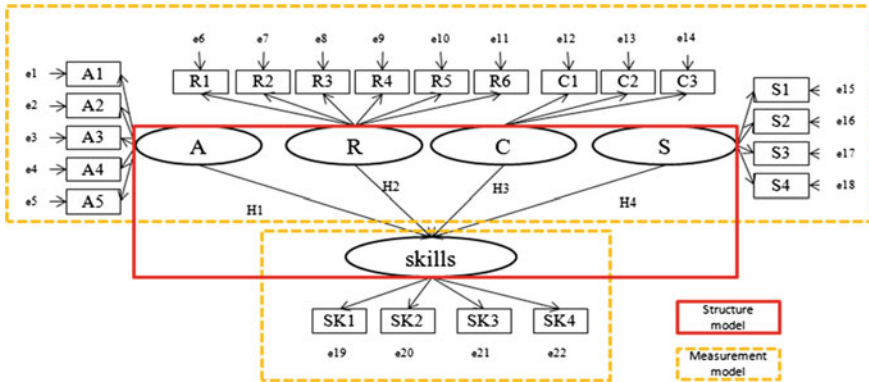 e6 e7 e8 e9 e10 e11 e12 e13 e14
R1 R2 R3 R4 R5 R6 C1 C2 C3
e1 A1
e2 A2
e3 A3
e4 A4
e5 A5
S1 e15
S2 e16
S3 e17
S4 e18
A R C S
H1 H2 H3 H4
skills
SK1 SK2 SK3 SK4
e19 e20 e21 e22
Structure
model
Measurement
model